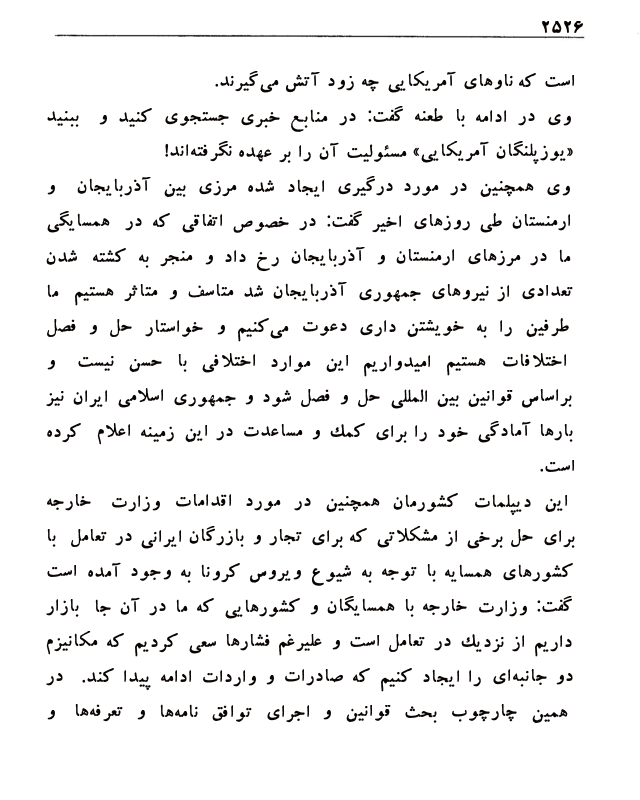 ۲۵۲۶
است که ناوهای آمریکایی چه زود آتش می‌گیرند.
وی در ادامه با طعنه گفت: در منابع خبری جستجوی کنید و ببنید
«یوزپلنگان آمریکایی» مسئولیت آن را بر عهده نگرفته‌اند!
وی همچنین در مورد درگیری ایجاد شده مرزی بین آذربایجان و
ارمنستان طی روزهای اخیر گفت: در خصوص اتفاقی که در همسایگی
ما در مرزهای ارمنستان و آذربایجان رخ داد و منجر به کشته شدن
تعدادی از نیروهای جمهوری آذربایجان شد متاسف و متاثر هستیم ما
طرفین را به خویشتن داری دعوت می‌کنیم و خواستار حل و فصل
اختلافات هستیم امیدواریم این موارد اختلافی با حسن نیست و
براساس قوانین بین المللی حل و فصل شود و جمهوری اسلامی ایران نیز
بارها آمادگی خود را برای کمك و مساعدت در این زمینه اعلام کرده
است.
این دیپلمات کشورمان همچنین در مورد اقدامات وزارت خارجه
برای حل برخی از مشکلاتی که برای تجار و بازرگان ایرانی در تعامل با
کشورهای همسایه با توجه به شیوع ویروس کرونا به وجود آمده است
گفت: وزارت خارجه با همسایگان و کشورهایی که ما در آن جا بازار
داریم از نزدیك در تعامل است و علیرغم فشارها سعی کردیم که مکانیزم
دو جانبه‌ای را ایجاد کنیم که صادرات و واردات ادامه پیدا کند. در
همین چارچوب بحث قوانین و اجرای توافق نامه‌ها و تعرفه‌ها و